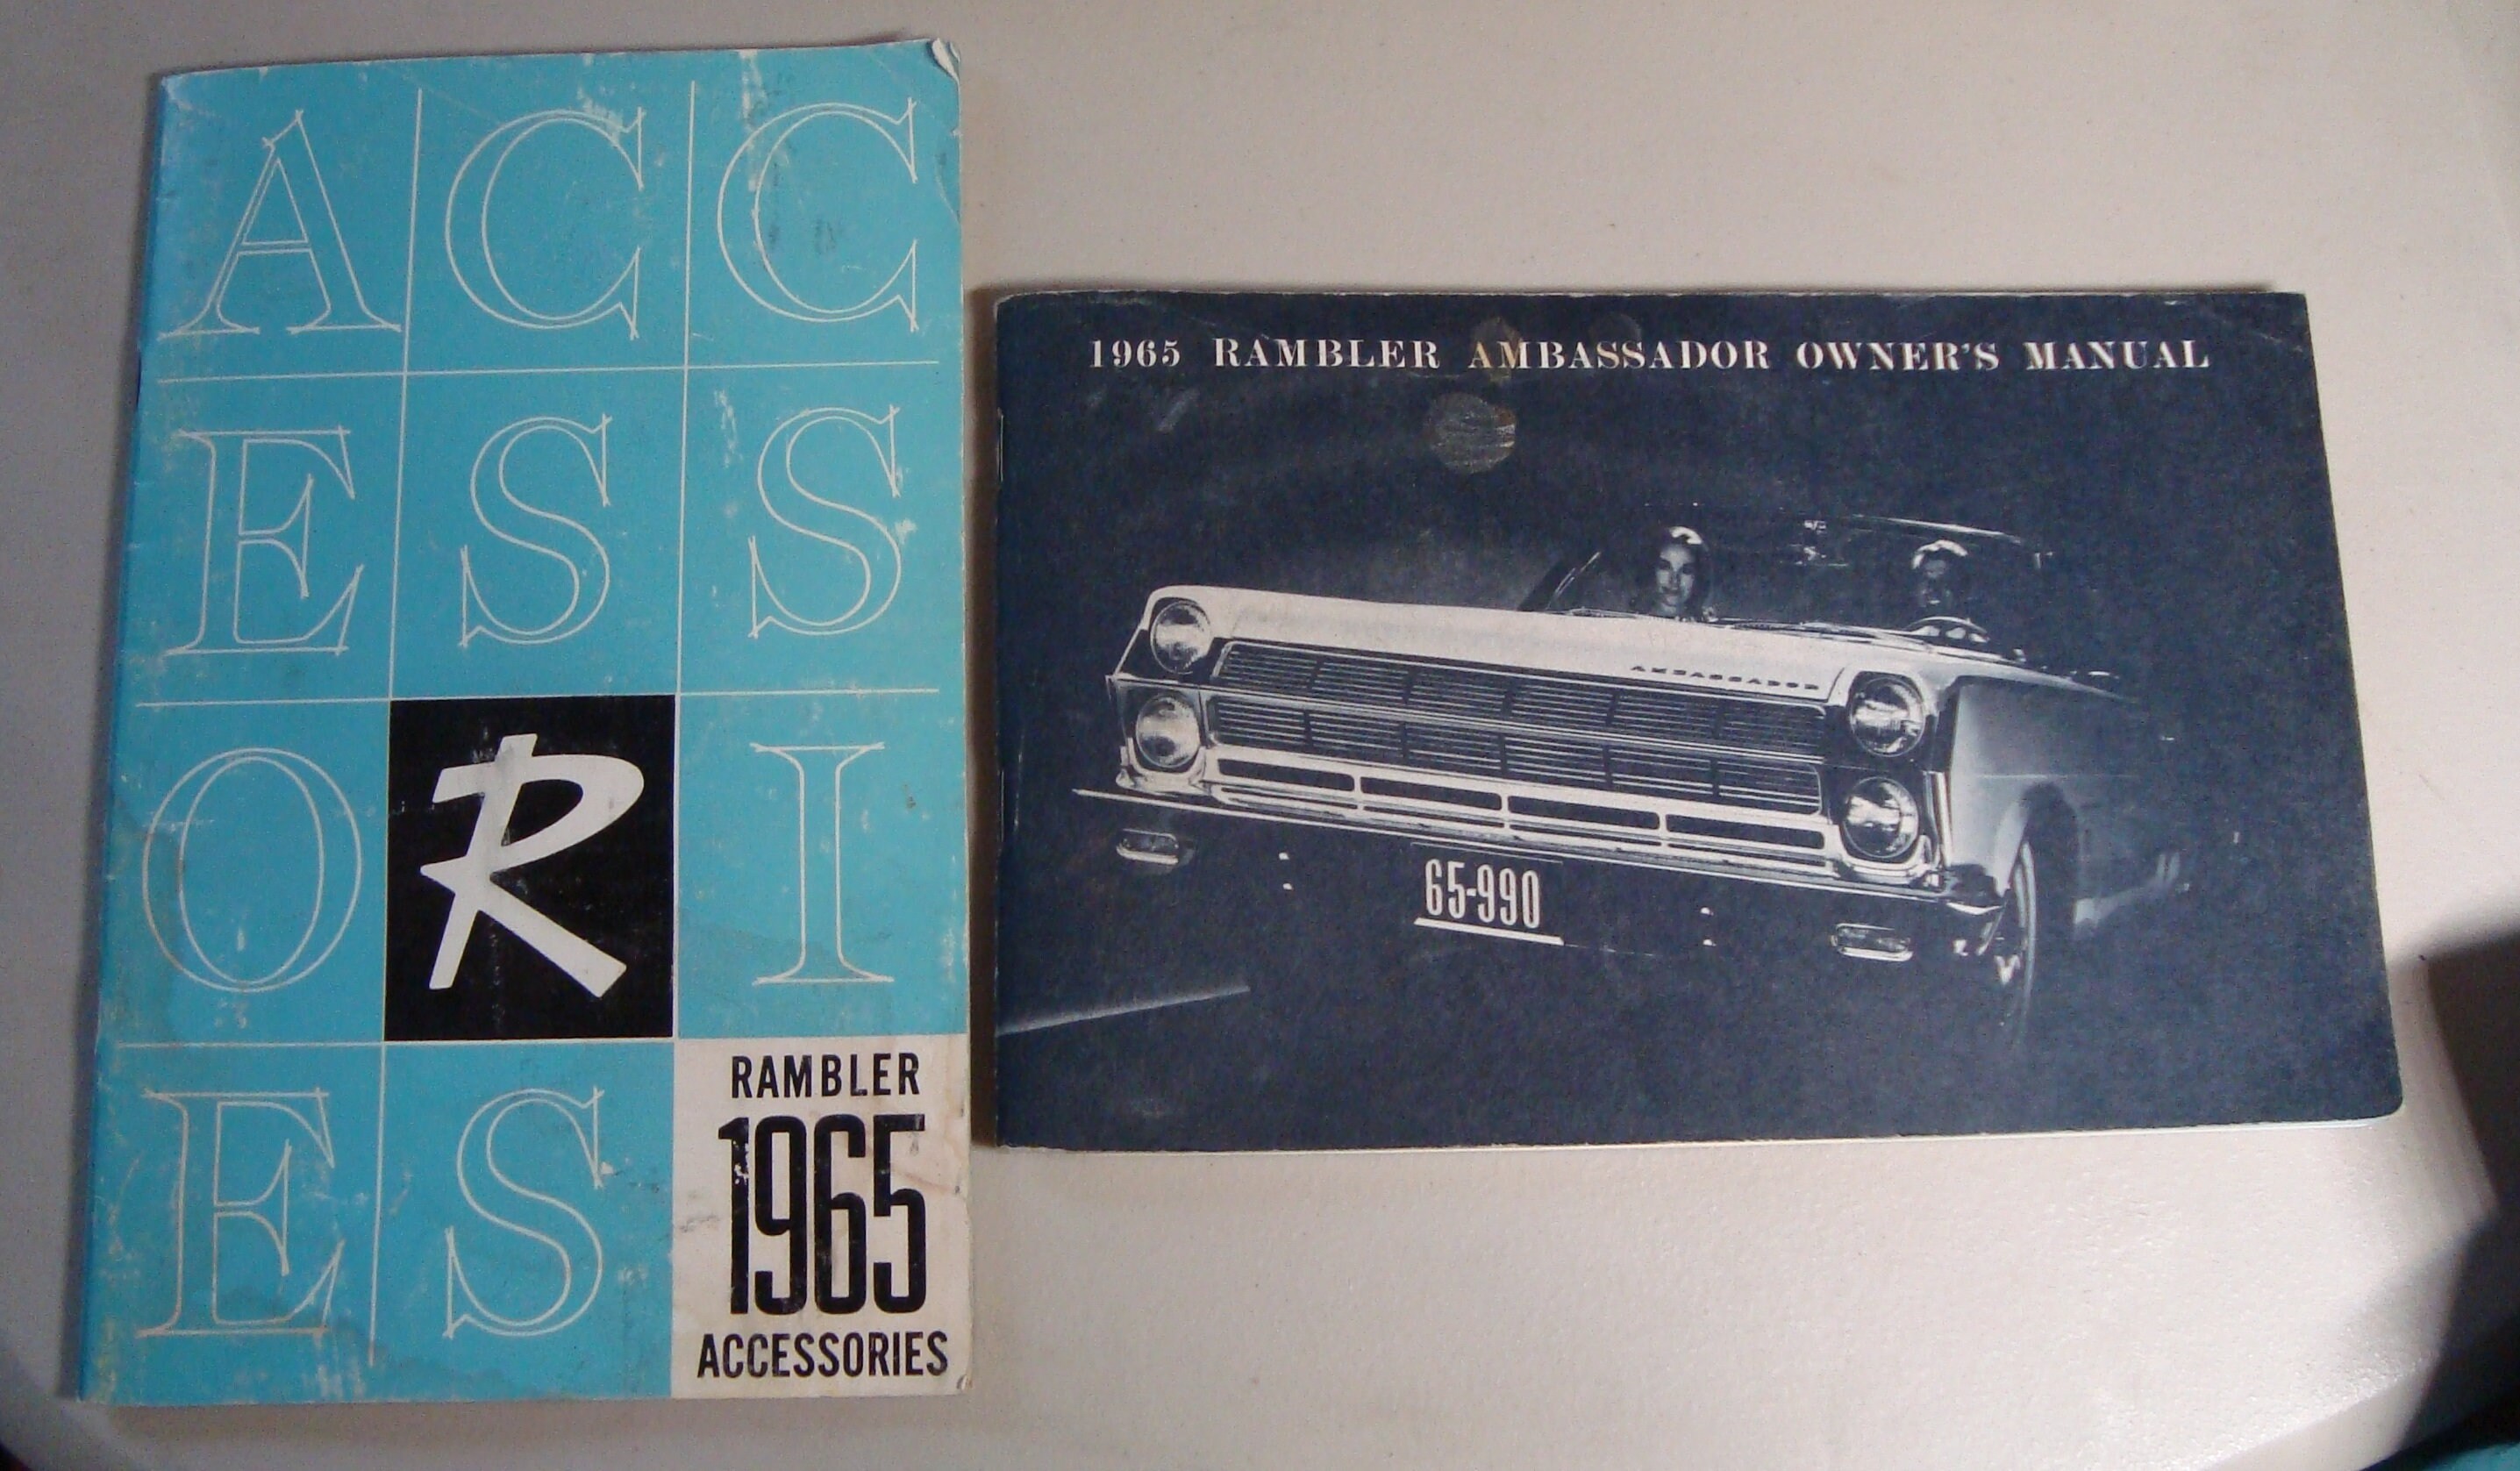 A C C
E S S
O R I
E S
RAMBLER
1965
ACCESSORIES
1965 RAMBLER AMBASSADOR OWNER'S MANUAL
AMBASSADOR
65-990